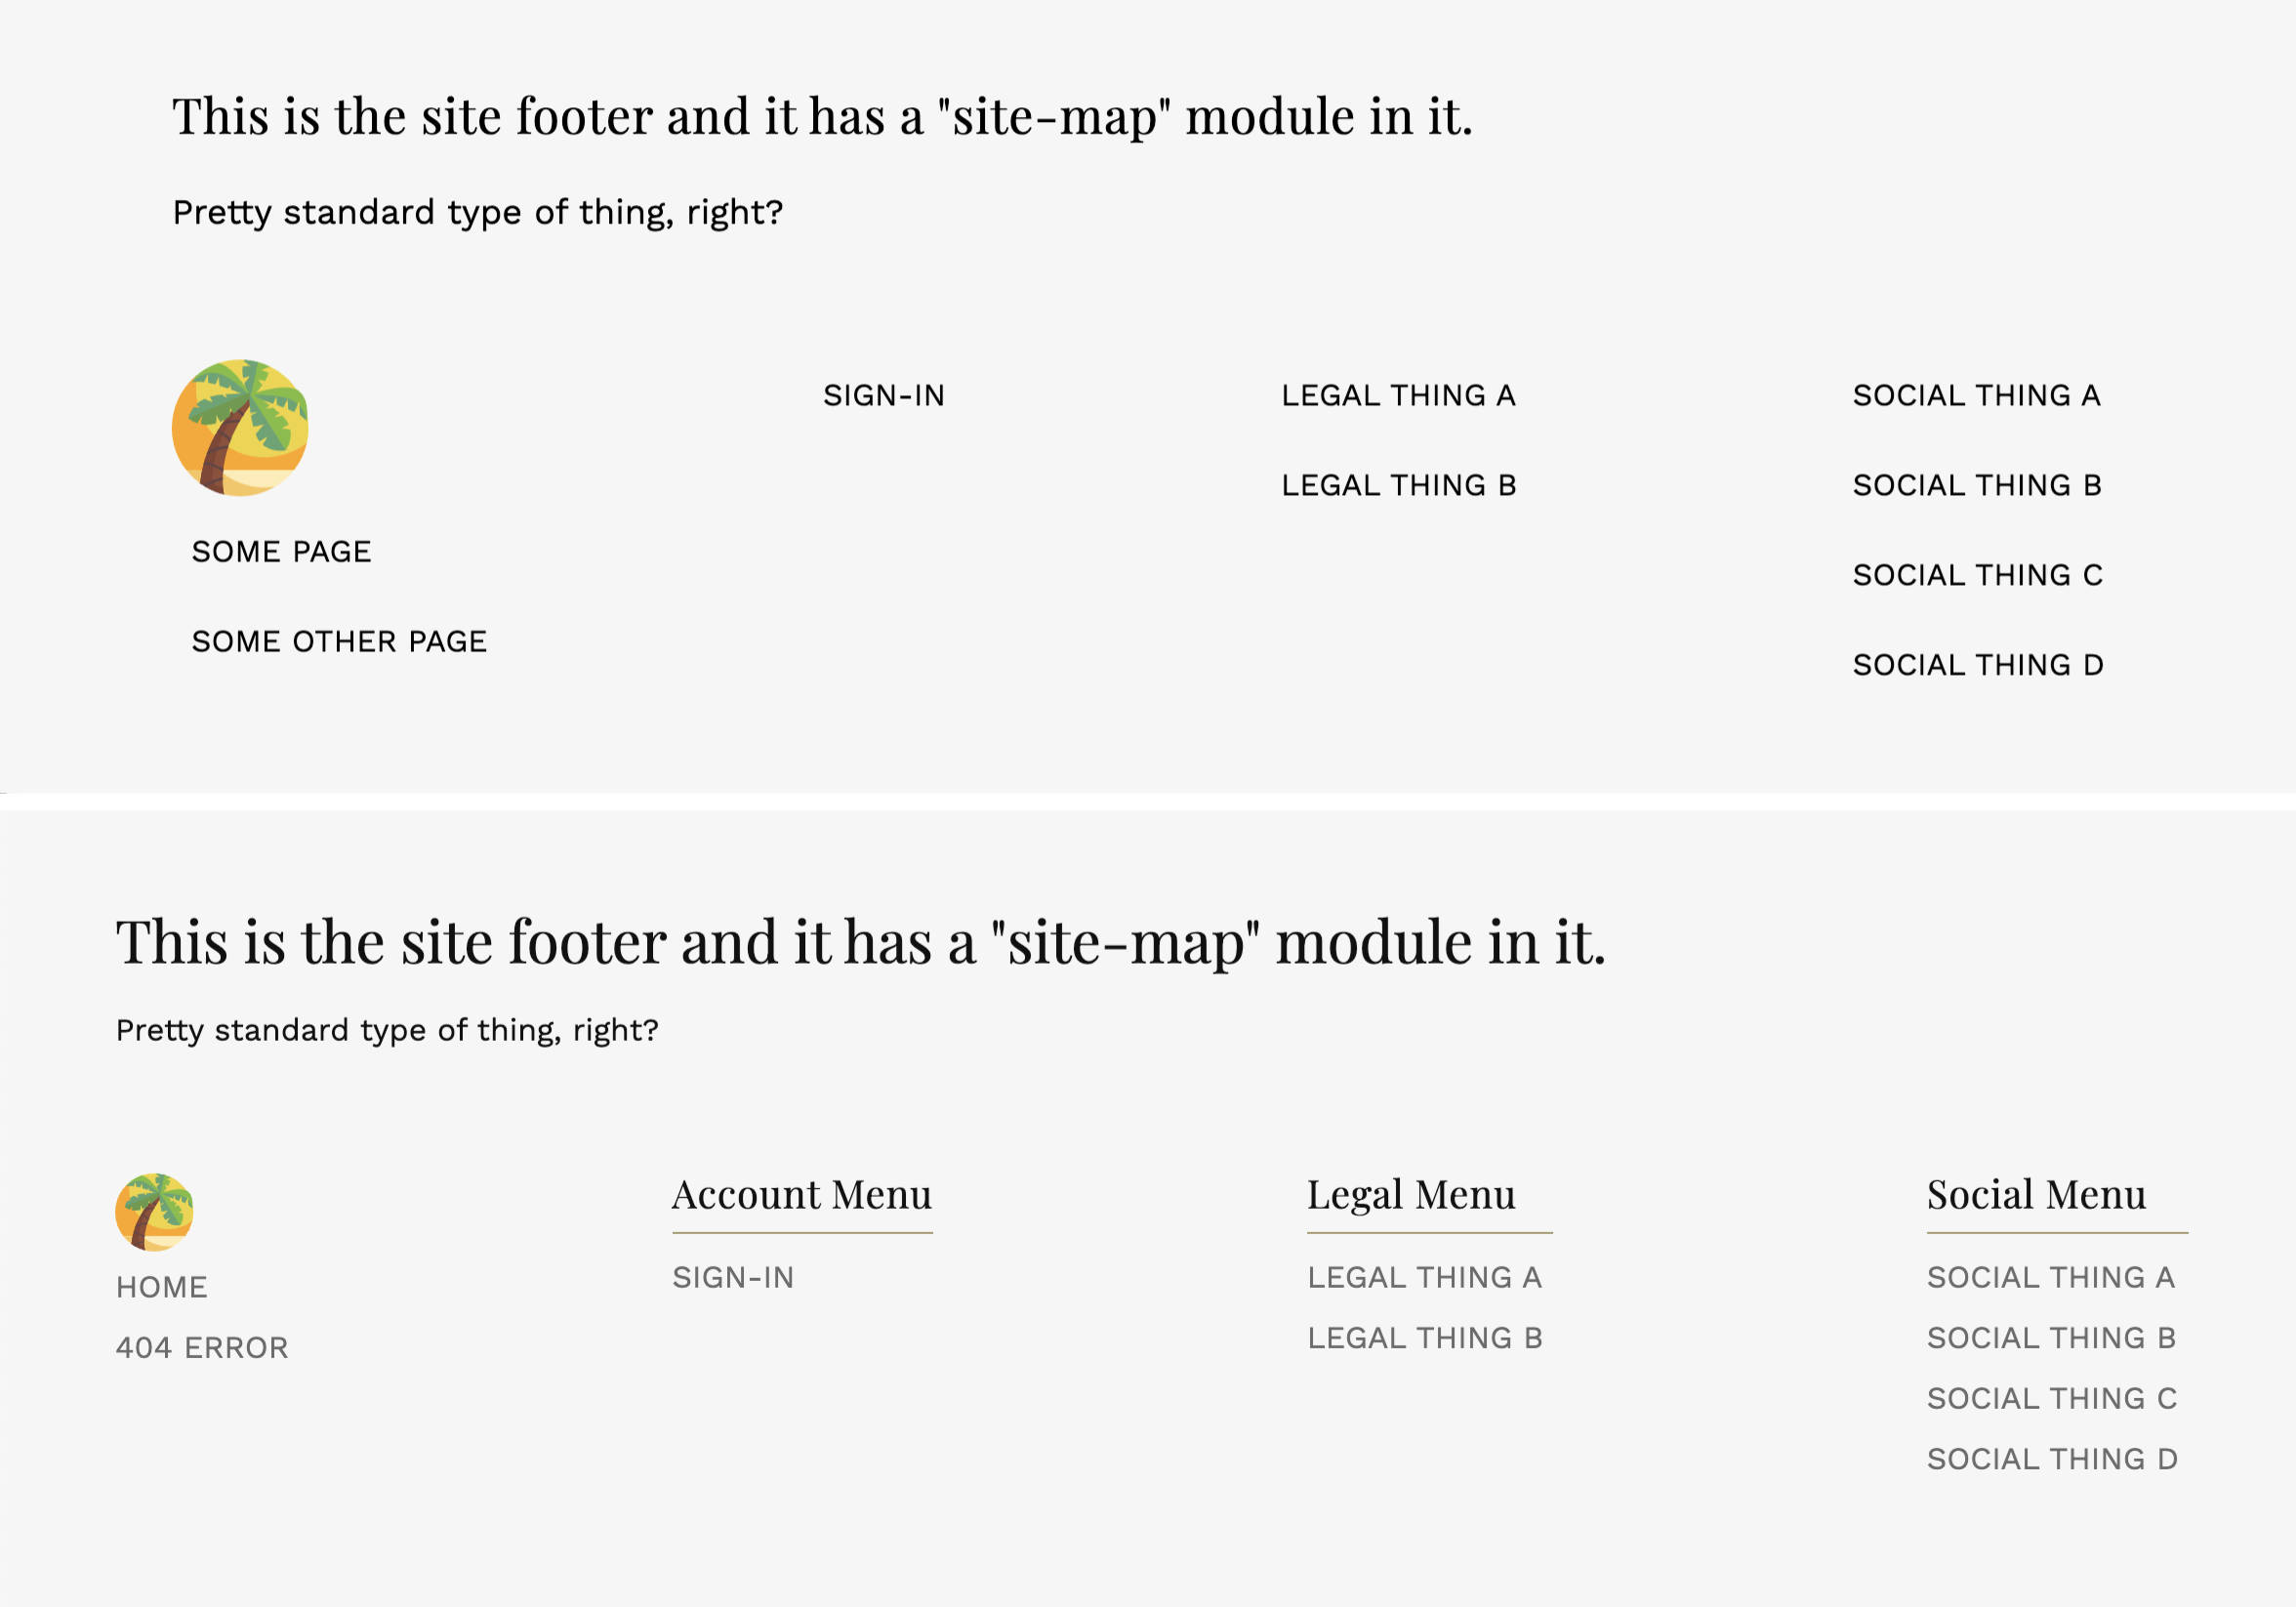 This is the site footer and it has a "site-map" module in it.
Pretty standard type of thing, right?
SOME PAGE
SOME OTHER PAGE
SIGN-IN
LEGAL THING A
LEGAL THING B
SOCIAL THING A
SOCIAL THING B
SOCIAL THING C
SOCIAL THING D
This is the site footer and it has a "site-map" module in it.
Pretty standard type of thing, right?
HOME
404 ERROR
Account Menu
SIGN-IN
Legal Menu
LEGAL THING A
LEGAL THING B
Social Menu
SOCIAL THING A
SOCIAL THING B
SOCIAL THING C
SOCIAL THING D